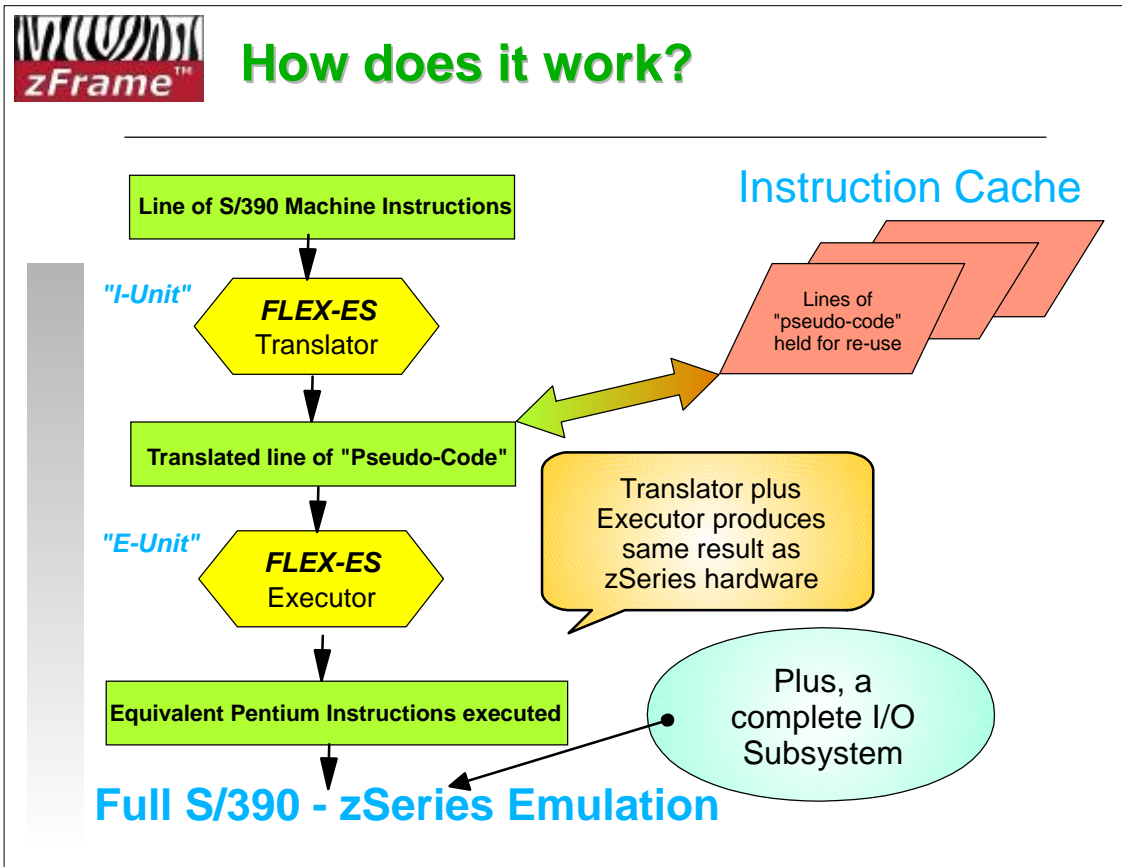 zFrame™
How does it work?
Instruction Cache
Line of S/390 Machine Instructions
"I-Unit"
FLEX-ES
Translator
Lines of
"pseudo-code"
held for re-use
Translated line of "Pseudo-Code"
Translator plus
Executor produces
same result as
zSeries hardware
"E-Unit"
FLEX-ES
Executor
Plus, a
complete I/O
Subsystem
Equivalent Pentium Instructions executed
Full S/390 - zSeries Emulation